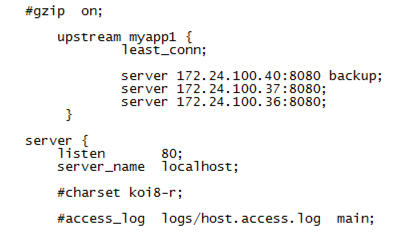 #gzip  on;
upstream myapp1 {
least_conn;
server 172.24.100.40:8080 backup;
server 172.24.100.37:8080;
server 172.24.100.36:8080;
}
server {
listen       80;
server_name  localhost;
#charset koi8-r;
#access_log  logs/host.access.log  main;